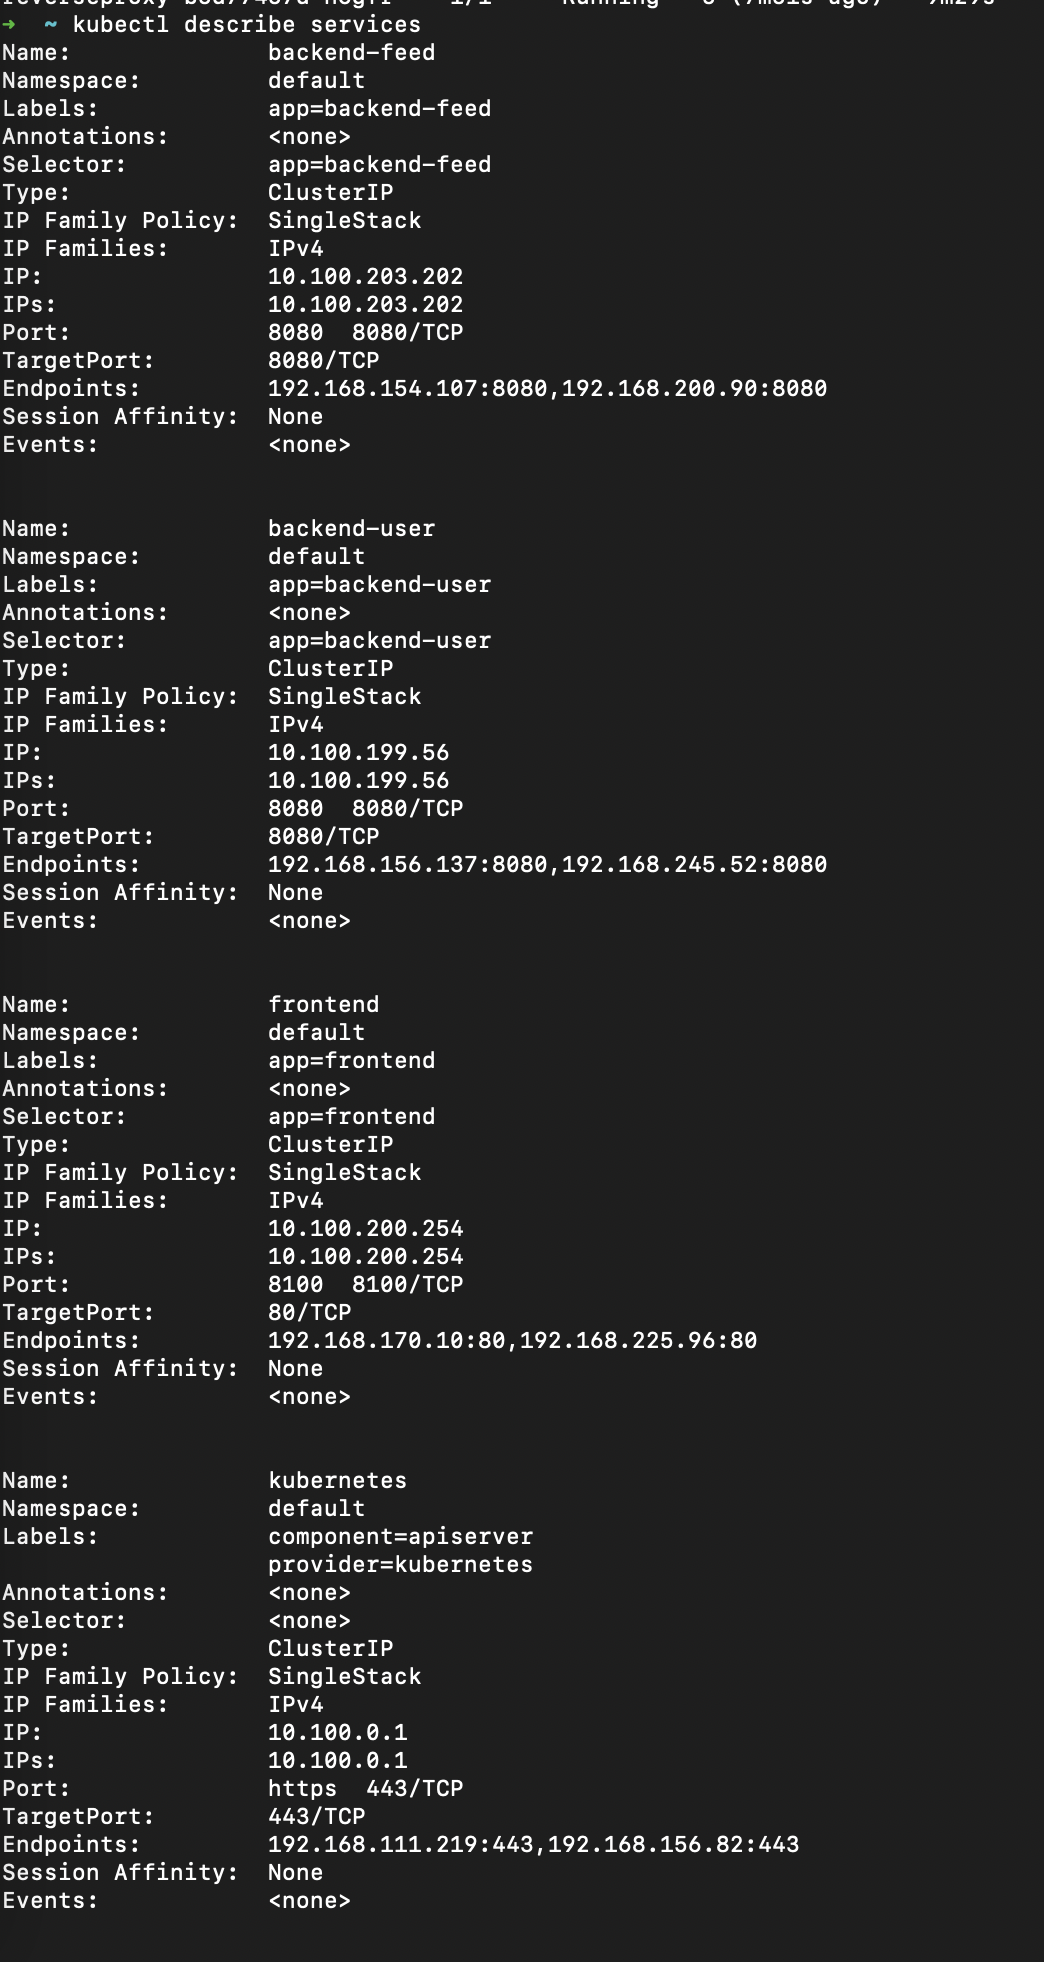 ➜  ~ kubectl describe services
Name:              backend-feed
Namespace:         default
Labels:            app=backend-feed
Annotations:       <none>
Selector:          app=backend-feed
Type:              ClusterIP
IP Family Policy:  SingleStack
IP Families:       IPv4
IP:                10.100.203.202
IPs:               10.100.203.202
Port:              8080  8080/TCP
TargetPort:        8080/TCP
Endpoints:         192.168.154.107:8080,192.168.200.90:8080
Session Affinity:  None
Events:            <none>
Name:              backend-user
Namespace:         default
Labels:            app=backend-user
Annotations:       <none>
Selector:          app=backend-user
Type:              ClusterIP
IP Family Policy:  SingleStack
IP Families:       IPv4
IP:                10.100.199.56
IPs:               10.100.199.56
Port:              8080  8080/TCP
TargetPort:        8080/TCP
Endpoints:         192.168.156.137:8080,192.168.245.52:8080
Session Affinity:  None
Events:            <none>
Name:              frontend
Namespace:         default
Labels:            app=frontend
Annotations:       <none>
Selector:          app=frontend
Type:              ClusterIP
IP Family Policy:  SingleStack
IP Families:       IPv4
IP:                10.100.200.254
IPs:               10.100.200.254
Port:              8100  8100/TCP
TargetPort:        80/TCP
Endpoints:         192.168.170.10:80,192.168.225.96:80
Session Affinity:  None
Events:            <none>
Name:              kubernetes
Namespace:         default
Labels:            component=apiserver
                   provider=kubernetes
Annotations:       <none>
Selector:          <none>
Type:              ClusterIP
IP Family Policy:  SingleStack
IP Families:       IPv4
IP:                10.100.0.1
IPs:               10.100.0.1
Port:              https  443/TCP
TargetPort:        443/TCP
Endpoints:         192.168.111.219:443,192.168.156.82:443
Session Affinity:  None
Events:            <none>